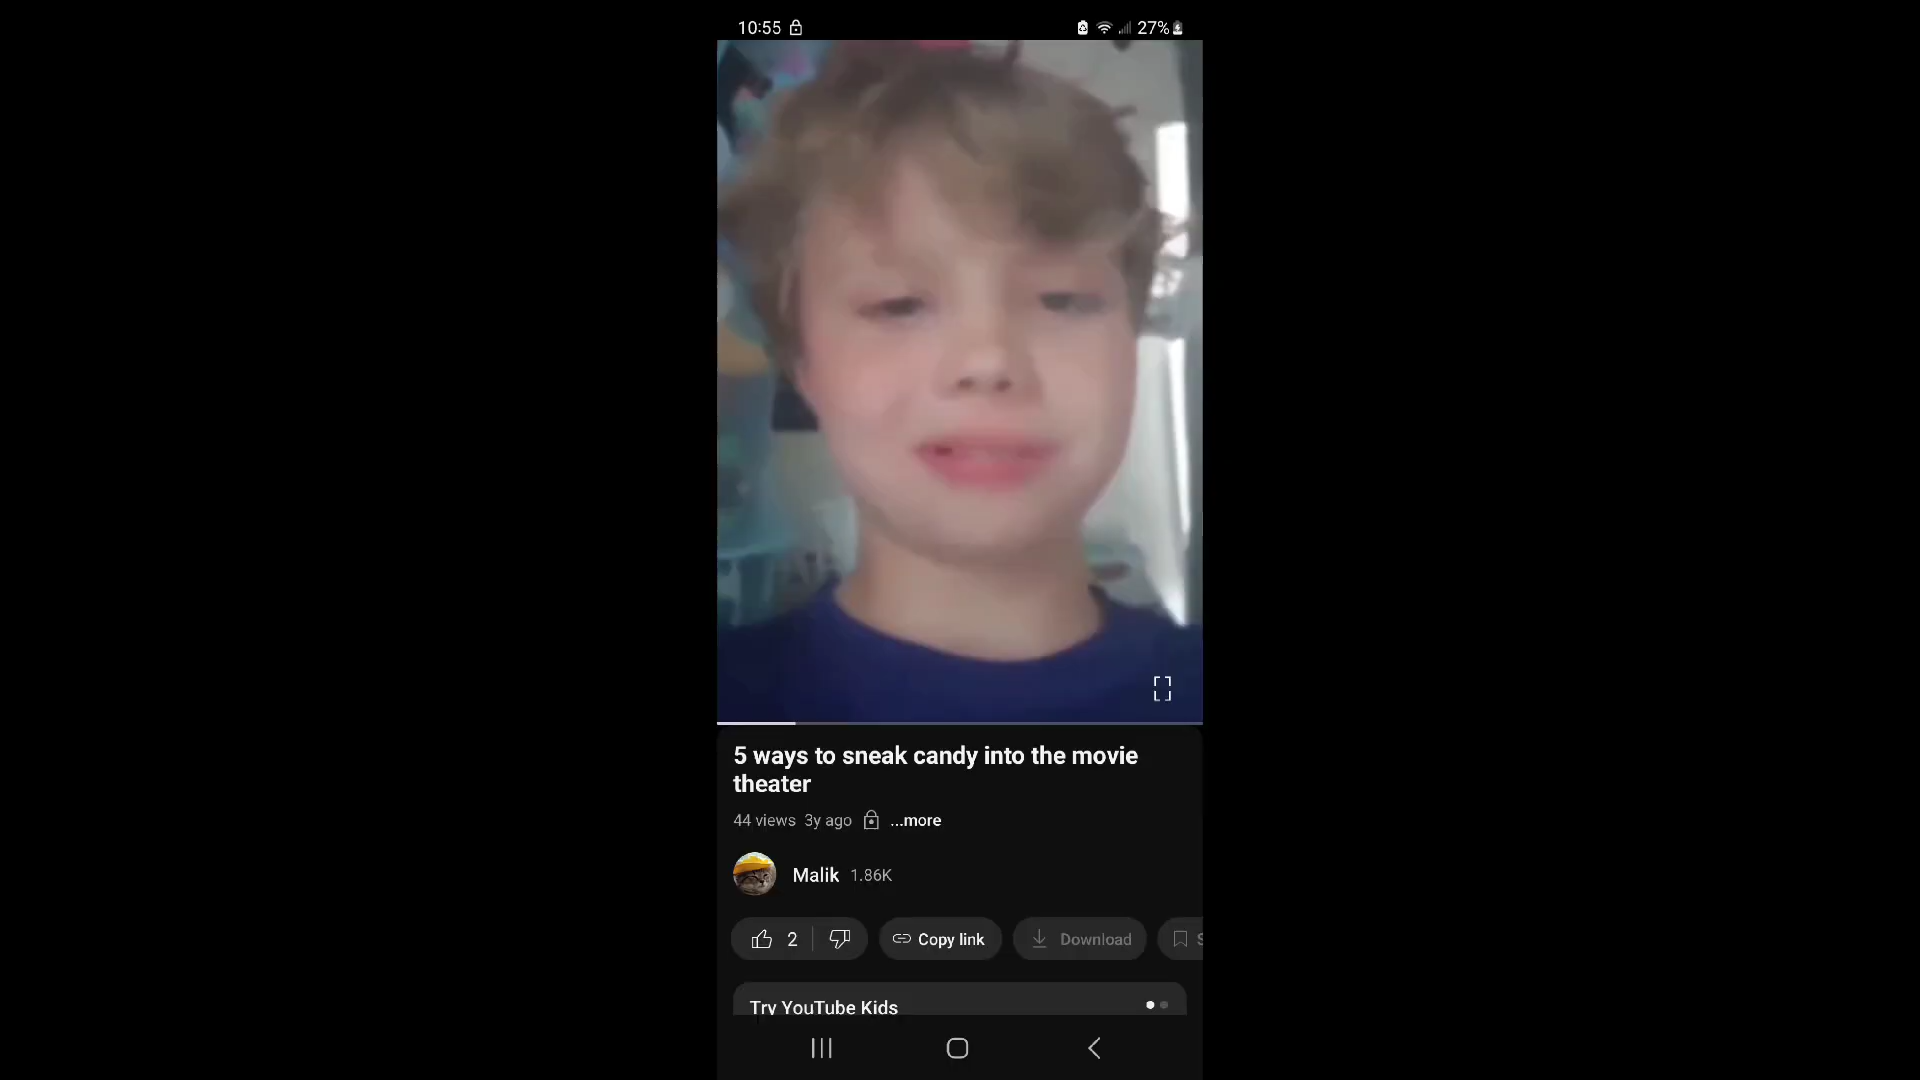 10:55 27%
5 ways to sneak candy into the movie
theater
44 views 3y ago ...more
Malik 1.86K
2 Copy link Download
Try YouTube Kids